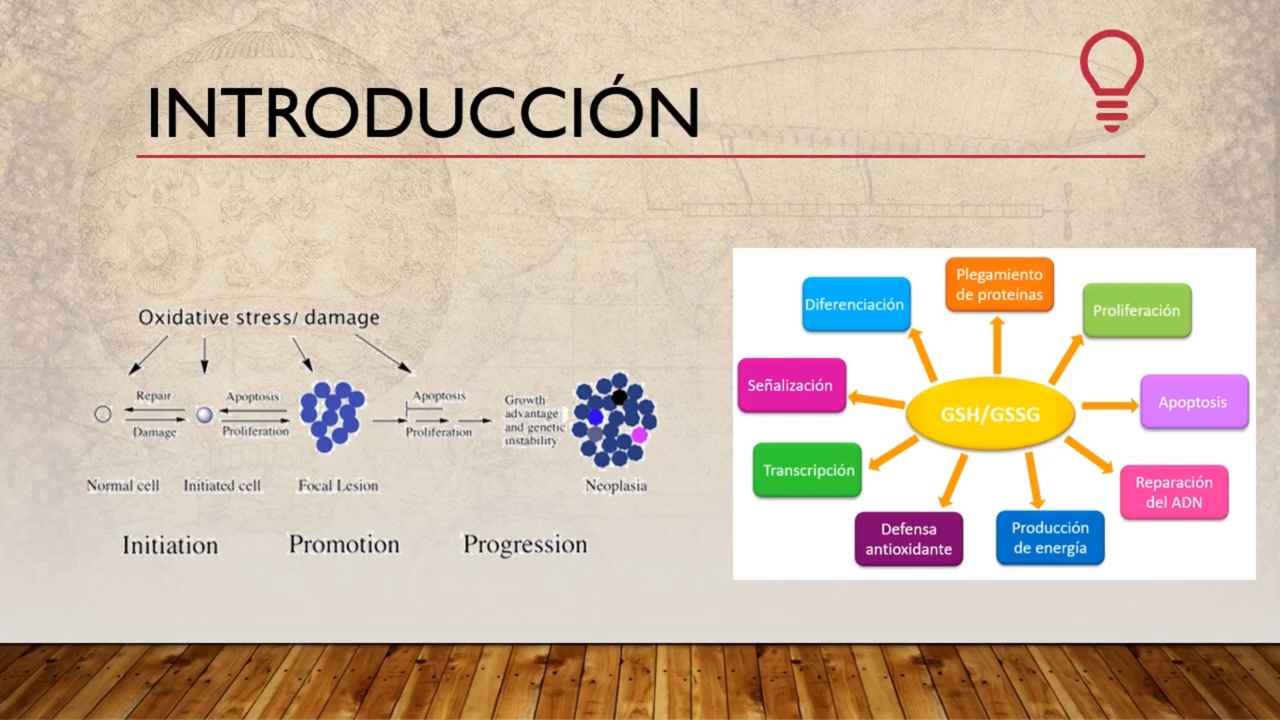 INTRODUCCIÓN
Oxidative stress/ damage
Repair
Damage
Apoptosis
Proliferation
Apoptosis
Proliferation
Growth
advantage
and genetic
instability
Normal cell
Initiated cell
Focal Lesion
Neoplasia
Initiation
Promotion
Progression
Plegamiento
de proteínas
Diferenciación
Proliferación
Señalización
GSH/GSSG
Apoptosis
Transcripción
Reparación
del ADN
Defensa
antioxidante
Producción
de energía